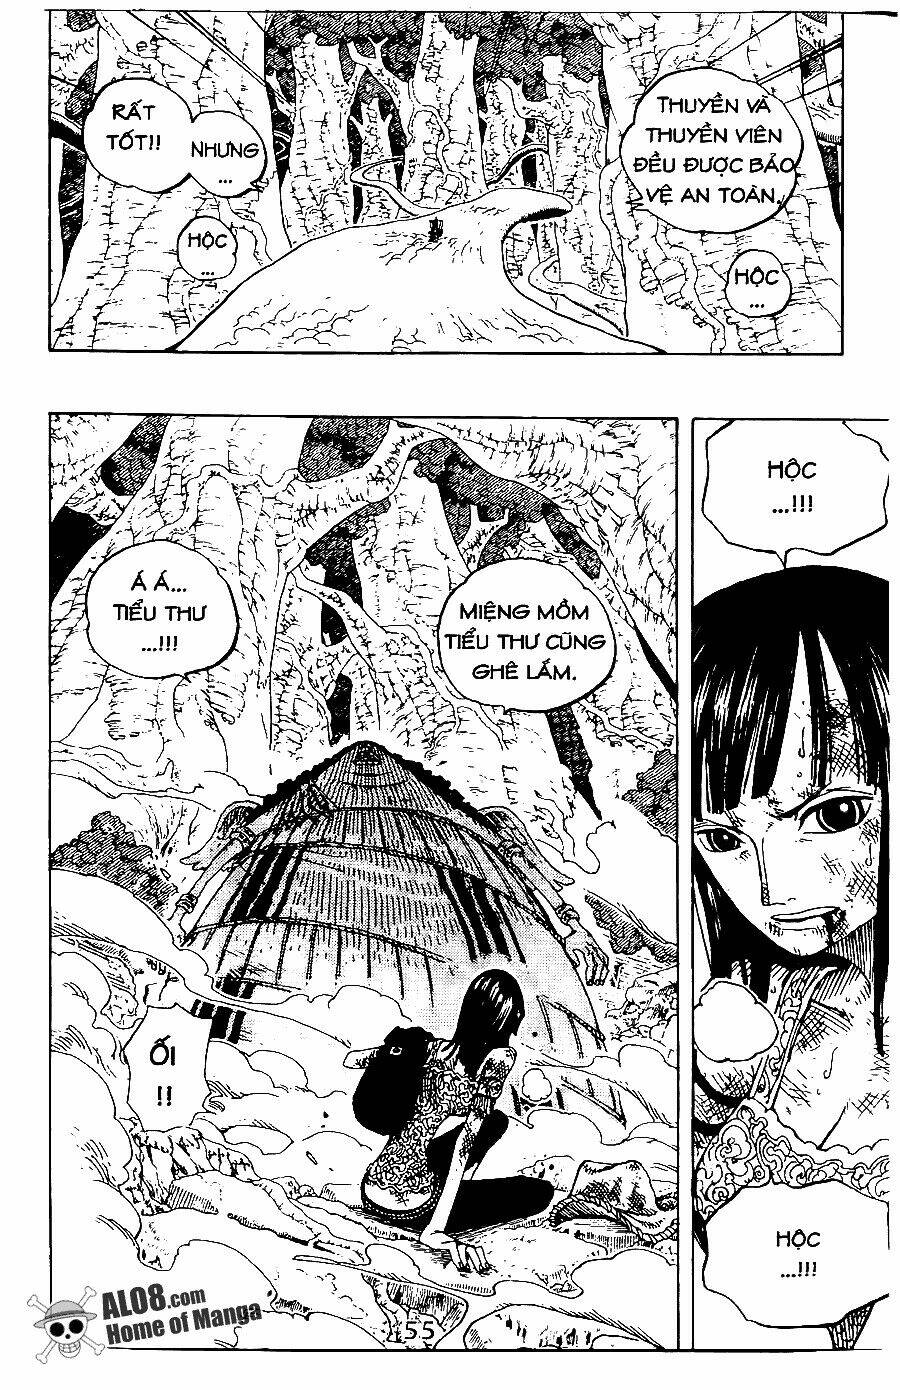 THUYỀN VÀ
THUYỀN VIÊN
ĐỀU ĐƯỢC BẢO
VỆ AN TOÀN.
HỘC
...
RẤT
TỐT!!
NHƯNG
...
HỘC
...
HỘC
...!!!
HỘC
...!!!
MIỆNG MỒM
TIỂU THƯ CŨNG
GHÊ LẮM.
Á Á...
TIỂU THƯ
...!!!
ỐI
!!
55
ALO8.com
Home of Manga